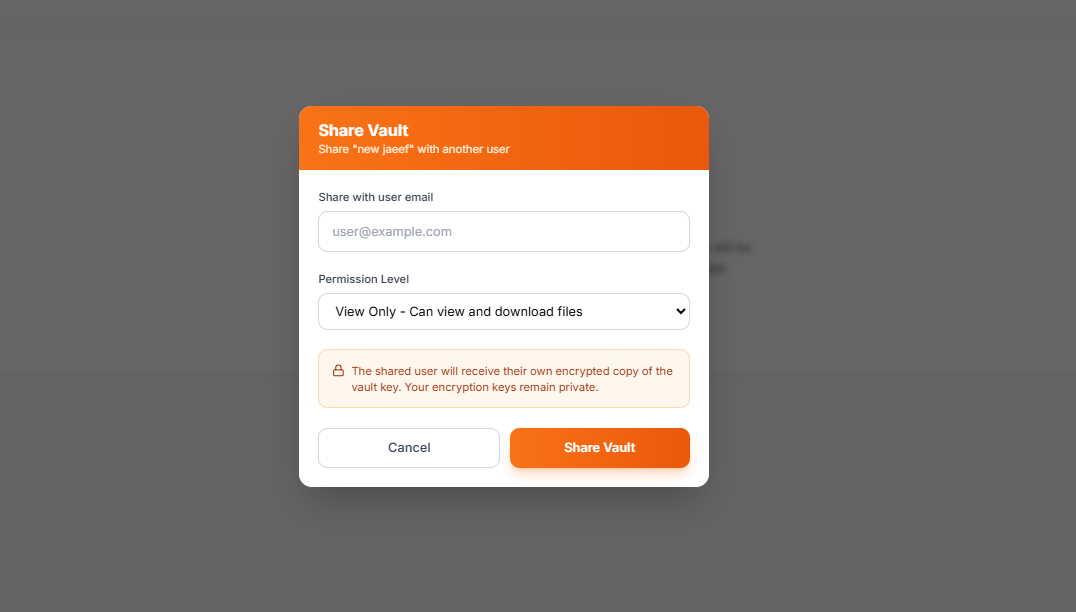 Share Vault
Share "new jaeef" with another user
Share with user email
user@example.com
Permission Level
View Only - Can view and download files
The shared user will receive their own encrypted copy of the
vault key. Your encryption keys remain private.
Cancel
Share Vault